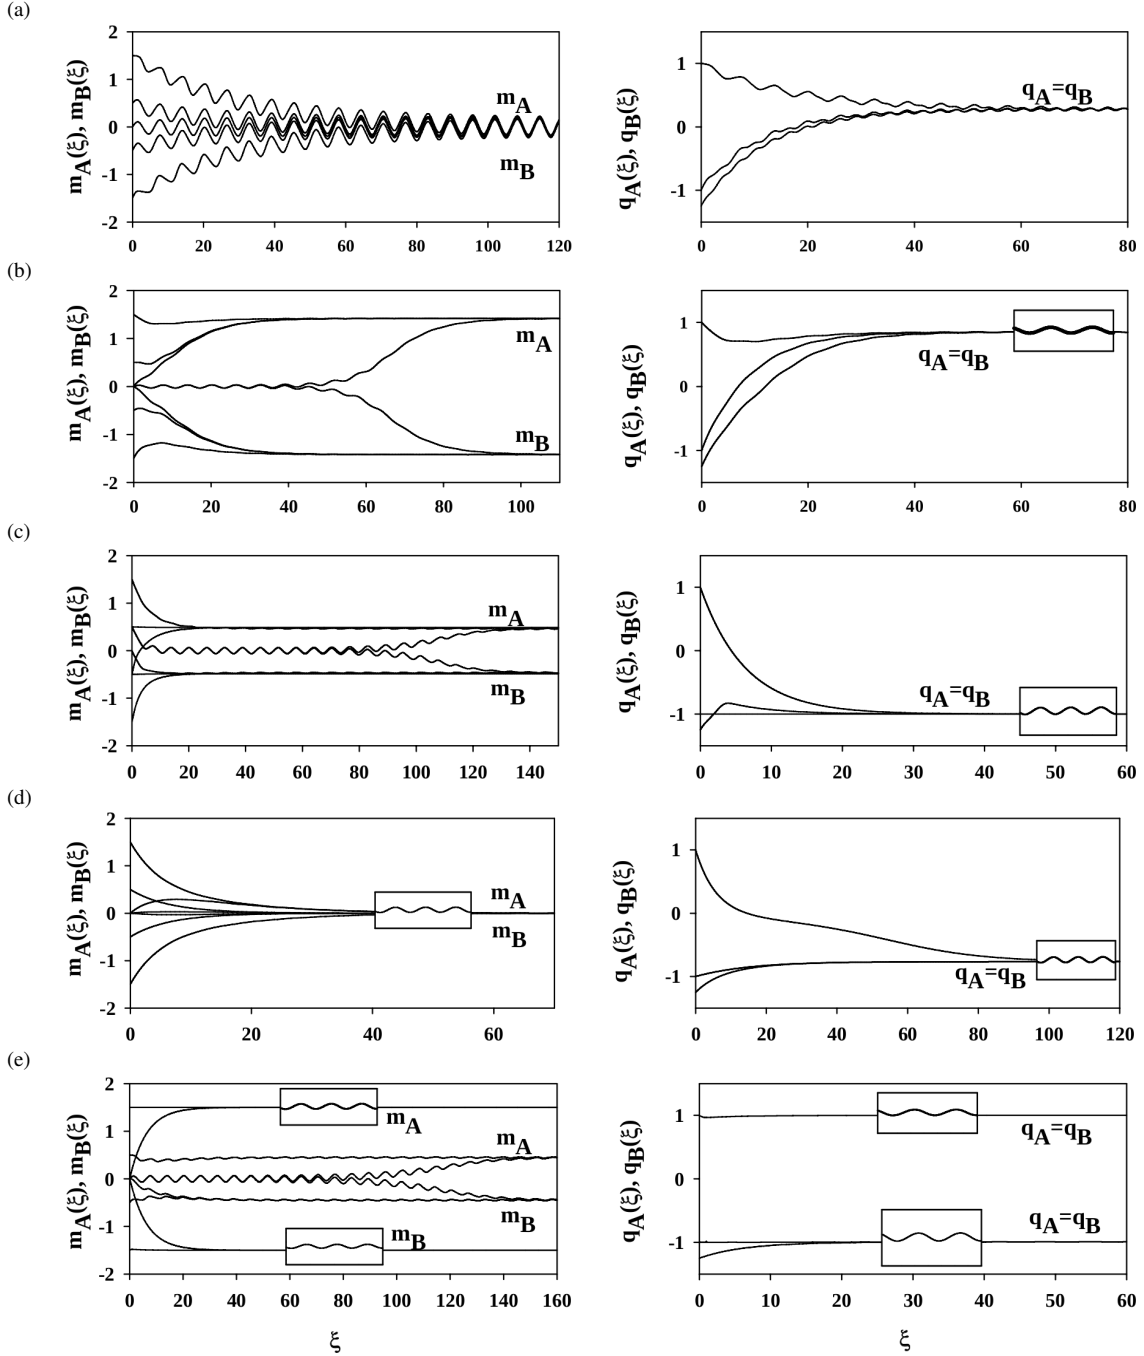 (a)
m_A(ξ), m_B(ξ)
2
1
0
-1
-2
m_A
m_B
0 20 40 60 80 100 120
q_A(ξ), q_B(ξ)
1
0
-1
q_A=q_B
0 20 40 60 80
(b)
m_A(ξ), m_B(ξ)
2
1
0
-1
-2
m_A
m_B
0 20 40 60 80 100
q_A(ξ), q_B(ξ)
1
0
-1
q_A=q_B
0 20 40 60 80
(c)
m_A(ξ), m_B(ξ)
2
1
0
-1
-2
m_A
m_B
0 20 40 60 80 100 120 140
q_A(ξ), q_B(ξ)
1
0
-1
q_A=q_B
0 10 20 30 40 50 60
(d)
m_A(ξ), m_B(ξ)
2
1
0
-1
-2
m_A
m_B
0 20 40 60
q_A(ξ), q_B(ξ)
1
0
-1
q_A=q_B
0 20 40 60 80 100 120
(e)
m_A(ξ), m_B(ξ)
2
1
0
-1
-2
m_A
m_A
m_B
m_B
0 20 40 60 80 100 120 140 160
ξ
q_A(ξ), q_B(ξ)
1
0
-1
q_A=q_B
q_A=q_B
0 10 20 30 40 50 60
ξ